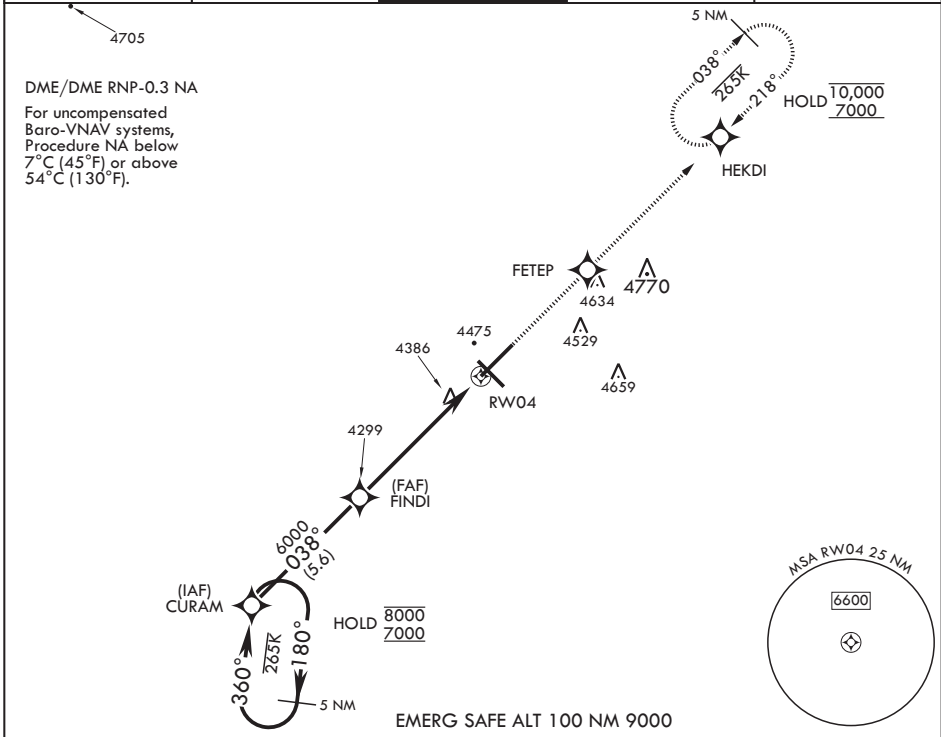 4705
5 NM
038°
265K
218°
HOLD 10,000
7000
HEKDI
DME/DME RNP-0.3 NA
For uncompensated
Baro-VNAV systems,
Procedure NA below
7°C (45°F) or above
54°C (130°F).
FETEP
4634
4770
4529
4475
4386
4659
RW04
4299
(FAF)
FINDI
6000
038°
(5.6)
(IAF)
CURAM
HOLD 8000
7000
360°
265K
180°
5 NM
MSA RW04 25 NM
6600
EMERG SAFE ALT 100 NM 9000